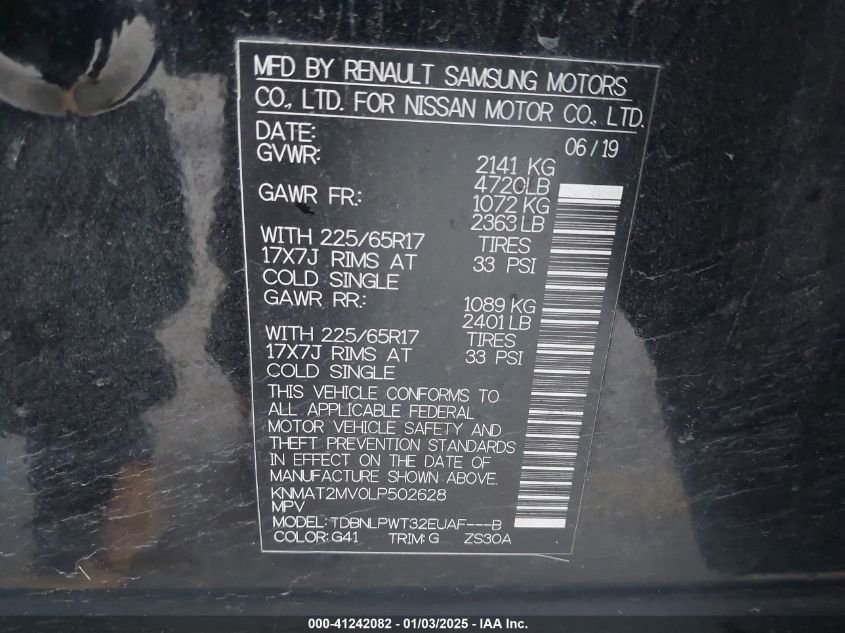 MFD BY RENAULT SAMSUNG MOTORS
CO., LTD. FOR NISSAN MOTOR CO., LTD.
DATE: 06/19
GVWR: 2141 KG
4720LB
GAWR FR.: 1072 KG
2363 LB
WITH 225/65R17 TIRES
17X7J RIMS AT 33 PSI
COLD SINGLE
GAWR RR.: 1089 KG
2401 LB
WITH 225/65R17 TIRES
17X7J RIMS AT 33 PSI
COLD SINGLE
THIS VEHICLE CONFORMS TO
ALL APPLICABLE FEDERAL
MOTOR VEHICLE SAFETY AND
THEFT PREVENTION STANDARDS
IN EFFECT ON THE DATE OF
MANUFACTURE SHOWN ABOVE.
KNMAT2MV0LP502628
MPV
MODEL: TDBNLPWT32EUAF---B
COLOR: G41 TRIM: G ZS30A
000-41242082 - 01/03/2025 - IAA Inc.